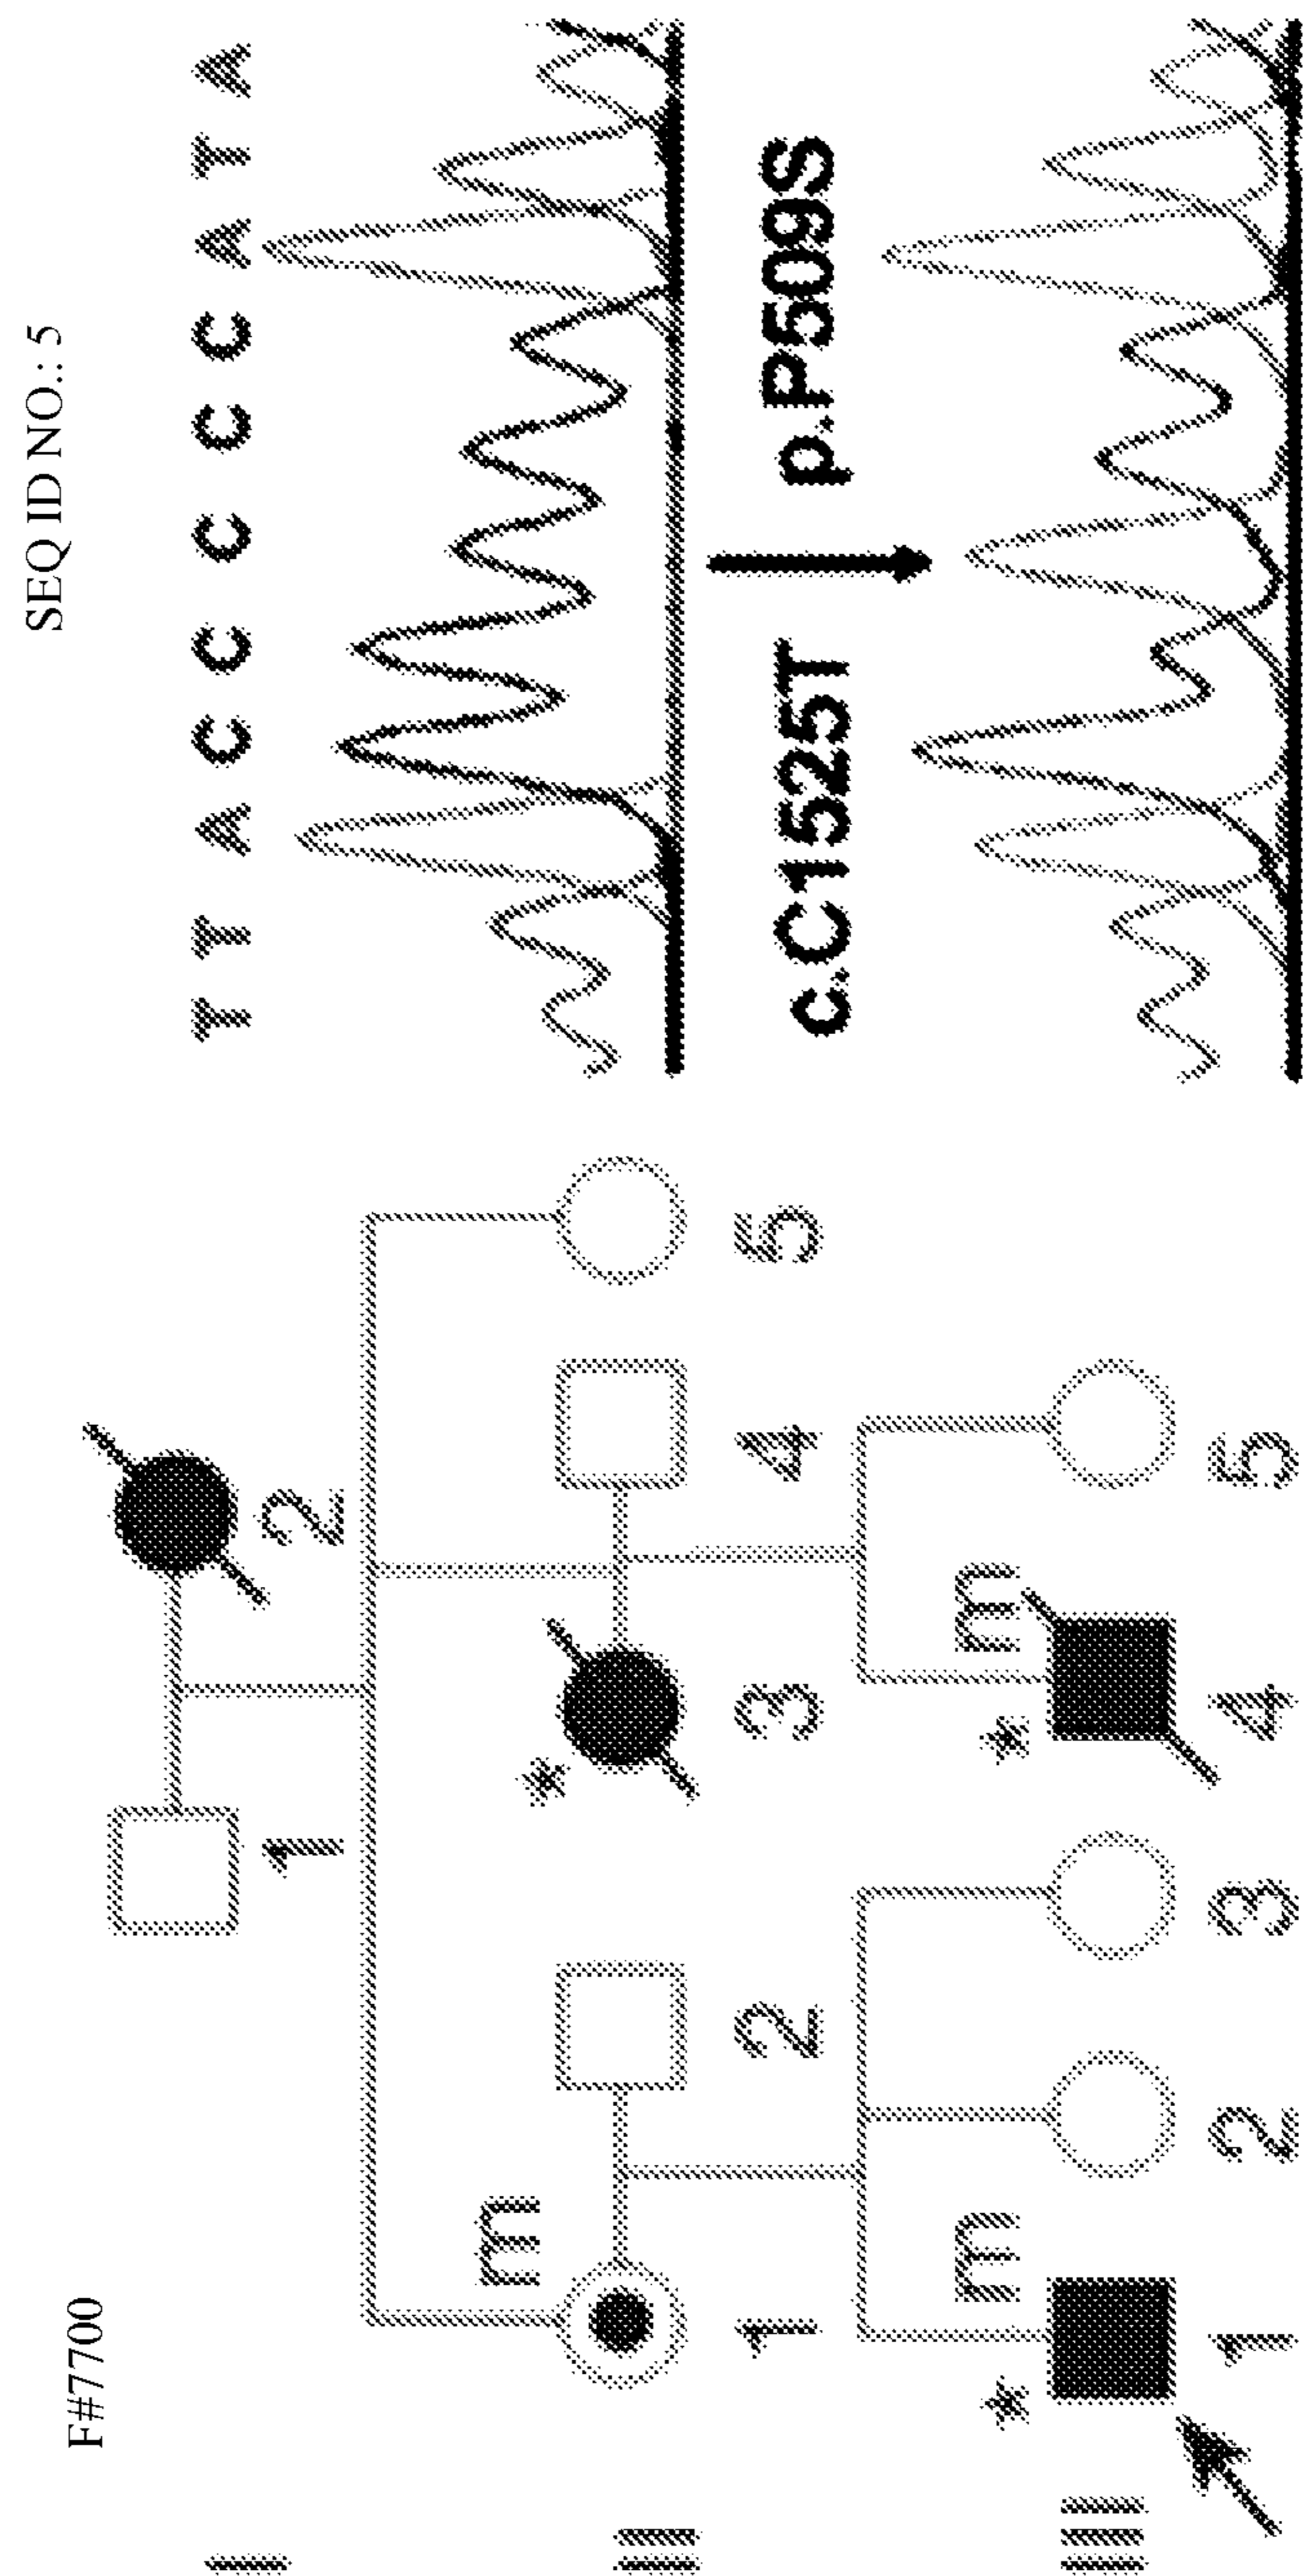 F#7700
I
1 2
II
m *
1 2 3 4 5
III
* m * m
1 2 3 4 5
SEQ ID NO.: 5
T T A C C C C C A T A
c.C1525T p.P509S